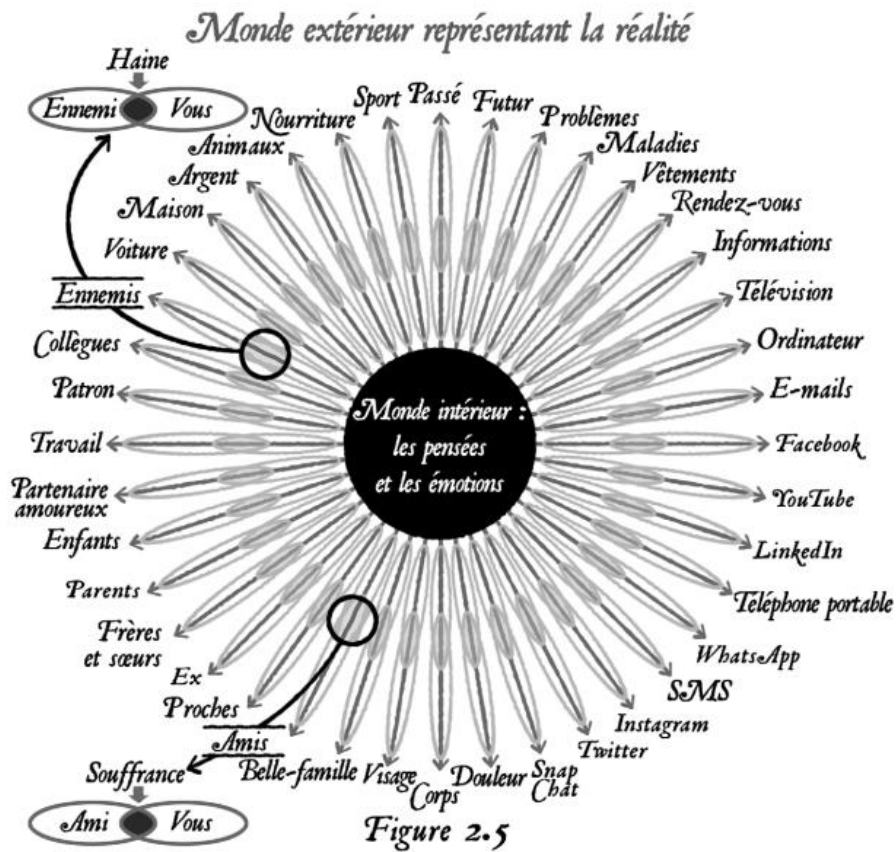 Monde extérieur représentant la réalité
Haine
Ennemi
Vous
Passé
Futur
Problèmes
Maladies
Vêtements
Rendez-vous
Informations
Télévision
Ordinateur
E-mails
Facebook
YouTube
LinkedIn
Téléphone portable
WhatsApp
SMS
Instagram
Twitter
Snap
Chat
Douleur
Corps
Visage
Belle-famille
Amis
Proches
Ex
Frères
et sœurs
Parents
Enfants
Partenaire
amoureux
Travail
Patron
Collègues
Ennemis
Voiture
Maison
Argent
Animaux
Nourriture
Sport
Monde intérieur :
les pensées
et les émotions
Souffrance
Ami
Vous
Figure 2.5